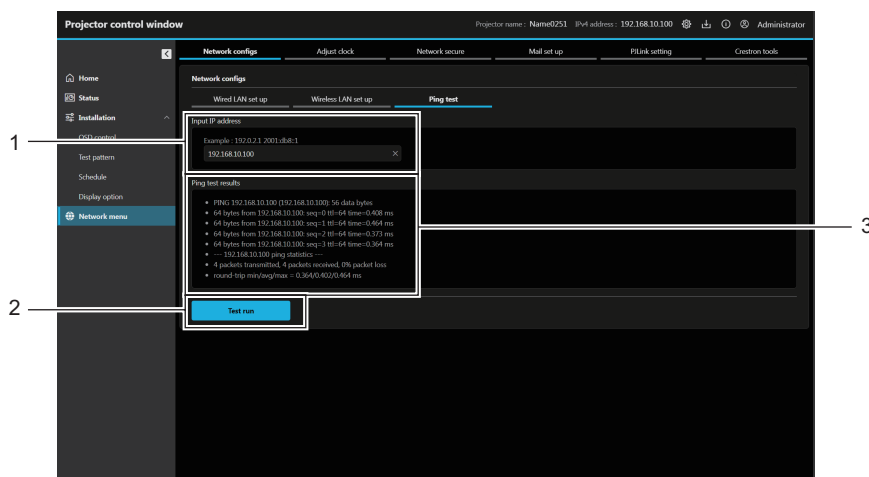 Projector control window
Projector name : Name0251 IPv4 address : 192.168.10.100 Administrator
Network configs Adjust clock Network secure Mail set up PJLink setting Crestron tools
Home
Status
Installation
OSD control
Test pattern
Schedule
Display option
Network menu
Network configs
Wired LAN set up Wireless LAN set up Ping test
1
Input IP address
Example : 192.0.2.1 2001:db8::1
192.168.10.100
Ping test results
PING 192.168.10.100 (192.168.10.100): 56 data bytes
64 bytes from 192.168.10.100: seq=0 ttl=64 time=0.408 ms
64 bytes from 192.168.10.100: seq=1 ttl=64 time=0.464 ms
64 bytes from 192.168.10.100: seq=2 ttl=64 time=0.373 ms
64 bytes from 192.168.10.100: seq=3 ttl=64 time=0.364 ms
--- 192.168.10.100 ping statistics ---
4 packets transmitted, 4 packets received, 0% packet loss
round-trip min/avg/max = 0.364/0.402/0.464 ms
3
2
Test run